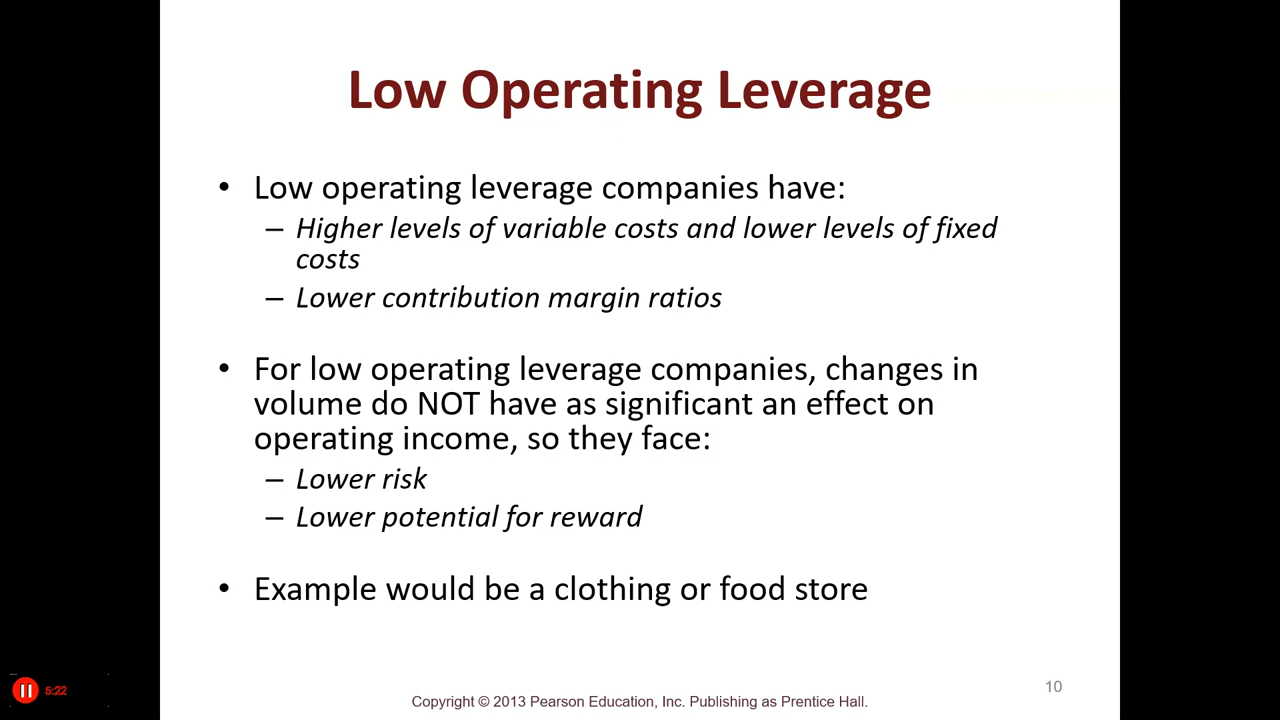 Low Operating Leverage
• Low operating leverage companies have:
– Higher levels of variable costs and lower levels of fixed
costs
– Lower contribution margin ratios
• For low operating leverage companies, changes in
volume do NOT have as significant an effect on
operating income, so they face:
– Lower risk
– Lower potential for reward
• Example would be a clothing or food store
5:22
10
Copyright © 2013 Pearson Education, Inc. Publishing as Prentice Hall.